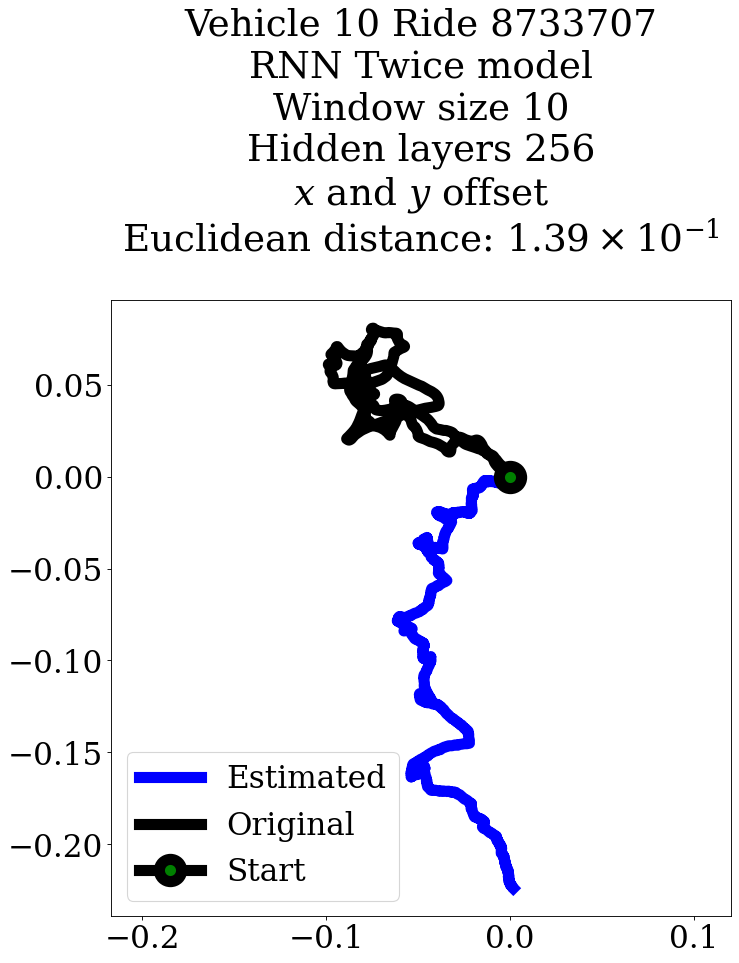 Vehicle 10 Ride 8733707
RNN Twice model
Window size 10
Hidden layers 256
x and y offset
Euclidean distance: 1.39 × 10⁻¹
0.05
0.00
−0.05
−0.10
−0.15
−0.20
Estimated
Original
Start
−0.2
−0.1
0.0
0.1